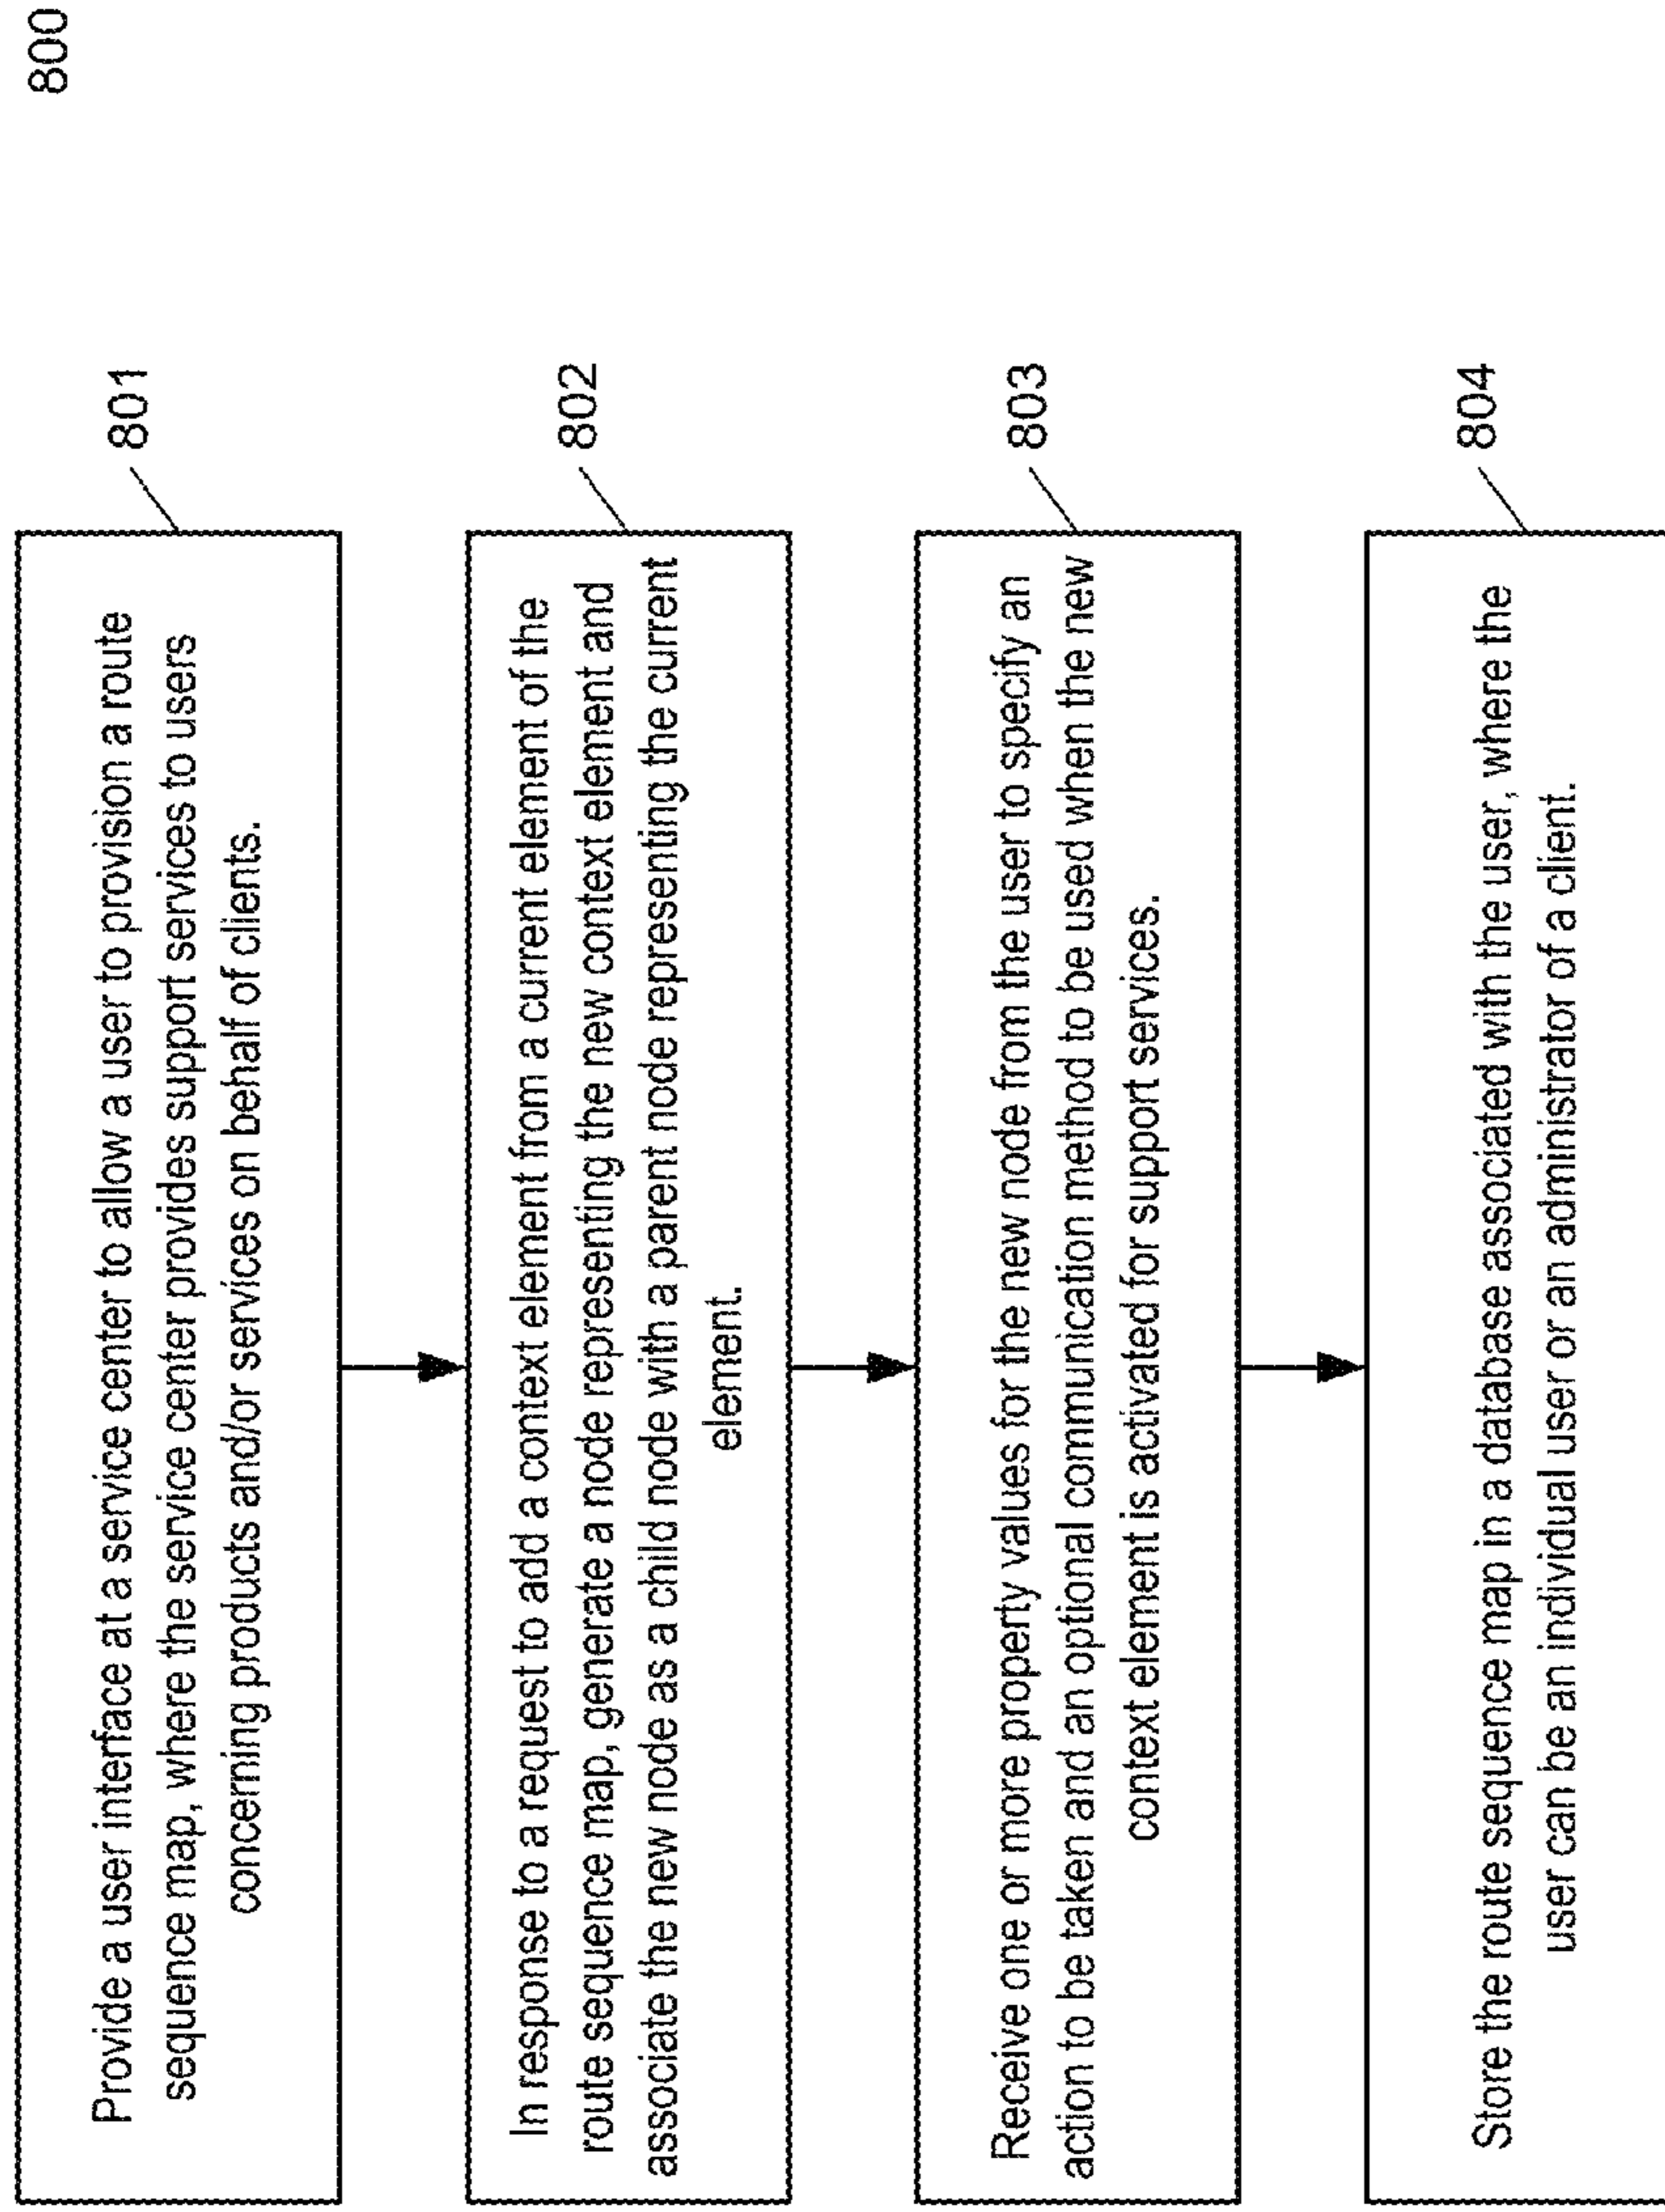 800
801
Provide a user interface at a service center to allow a user to provision a route
sequence map, where the service center provides support services to users
concerning products and/or services on behalf of clients.
802
In response to a request to add a context element from a current element of the
route sequence map, generate a node representing the new context element and
associate the new node as a child node with a parent node representing the current
element.
803
Receive one or more property values for the new node from the user to specify an
action to be taken and an optional communication method to be used when the new
context element is activated for support services.
804
Store the route sequence map in a database associated with the user, where the
user can be an individual user or an administrator of a client.